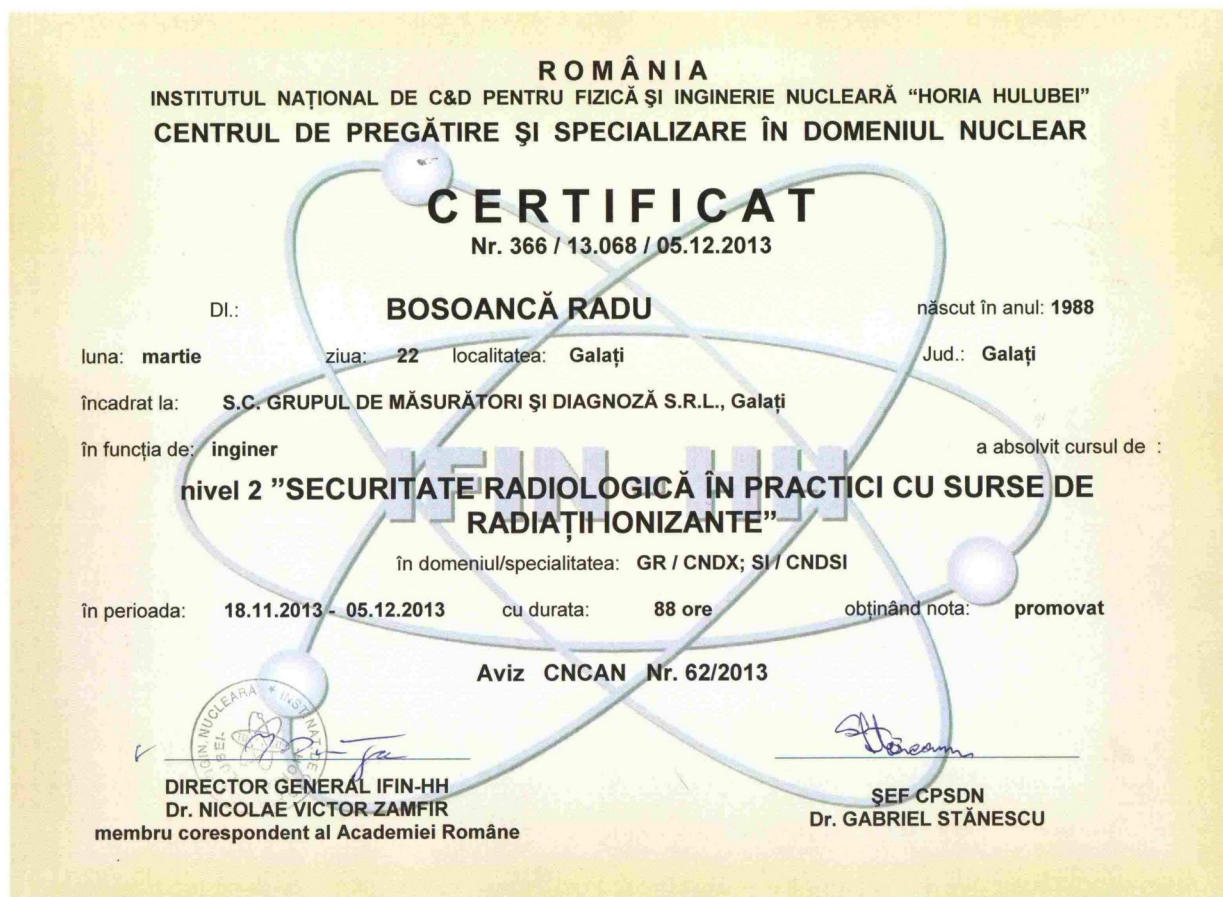 ROMÂNIA
INSTITUTUL NAȚIONAL DE C&D PENTRU FIZICĂ ȘI INGINERIE NUCLEARĂ "HORIA HULUBEI"
CENTRUL DE PREGĂTIRE ŞI SPECIALIZARE ÎN DOMENIUL NUCLEAR
CERTIFICAT
Nr. 366 / 13.068 / 05.12.2013
Dl.: BOSOANCĂ RADU născut în anul: 1988
luna: martie ziua: 22 localitatea: Galați Jud.: Galați
încadrat la: S.C. GRUPUL DE MĂSURĂTORI ŞI DIAGNOZĂ S.R.L., Galați
în funcția de: inginer a absolvit cursul de :
IFIN - HH
nivel 2 "SECURITATE RADIOLOGICĂ ÎN PRACTICI CU SURSE DE
RADIAȚII IONIZANTE"
în domeniul/specialitatea: GR / CNDX; SI / CNDSI
în perioada: 18.11.2013 - 05.12.2013 cu durata: 88 ore obținând nota: promovat
Aviz CNCAN Nr. 62/2013
DIRECTOR GENERAL IFIN-HH
Dr. NICOLAE VICTOR ZAMFIR
membru corespondent al Academiei Române
ŞEF CPSDN
Dr. GABRIEL STĂNESCU